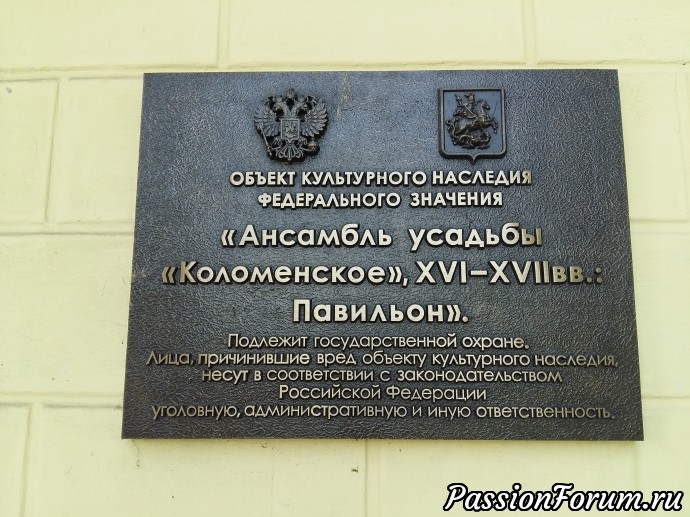 ОБЪЕКТ КУЛЬТУРНОГО НАСЛЕДИЯ
ФЕДЕРАЛЬНОГО ЗНАЧЕНИЯ
«Ансамбль усадьбы
«Коломенское», XVI–XVIIвв.:
Павильон».
Подлежит государственной охране.
Лица, причинившие вред объекту культурного наследия,
несут в соответствии с законодательством
Российской Федерации
уголовную, административную и иную ответственность.
PassionForum.ru